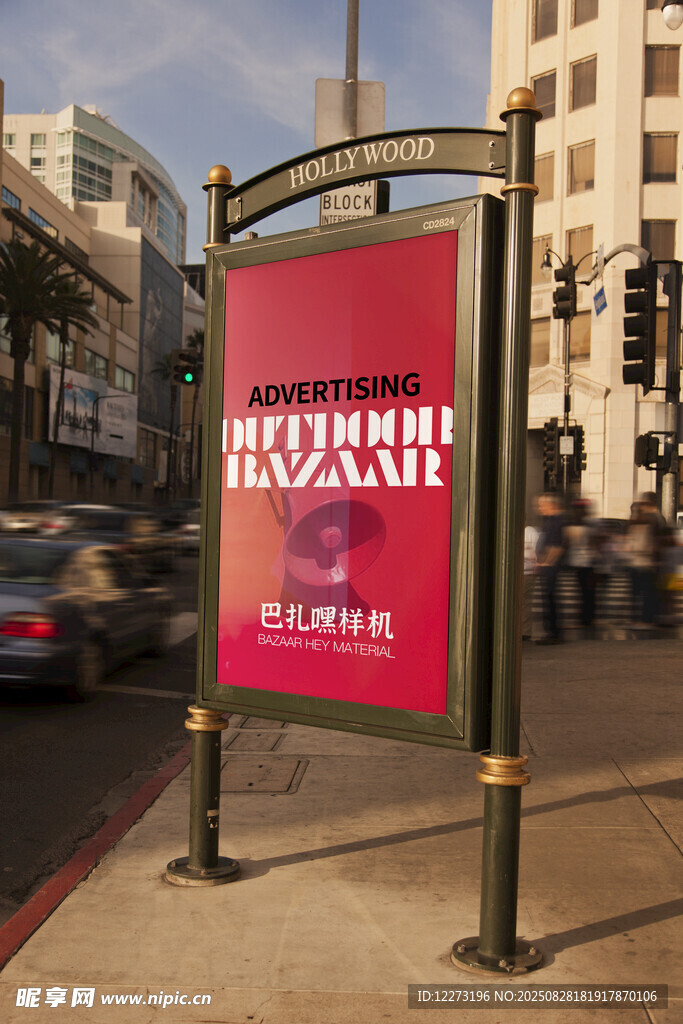 HOLLYWOOD
BLOCK
INTERSECTION
CD2824
ADVERTISING
OUTDOOR
BAZAAR
巴扎嘿样机
BAZAAR HEY MATERIAL
昵享网 www.nipic.cn
ID:12273196 NO:20250828181917870106